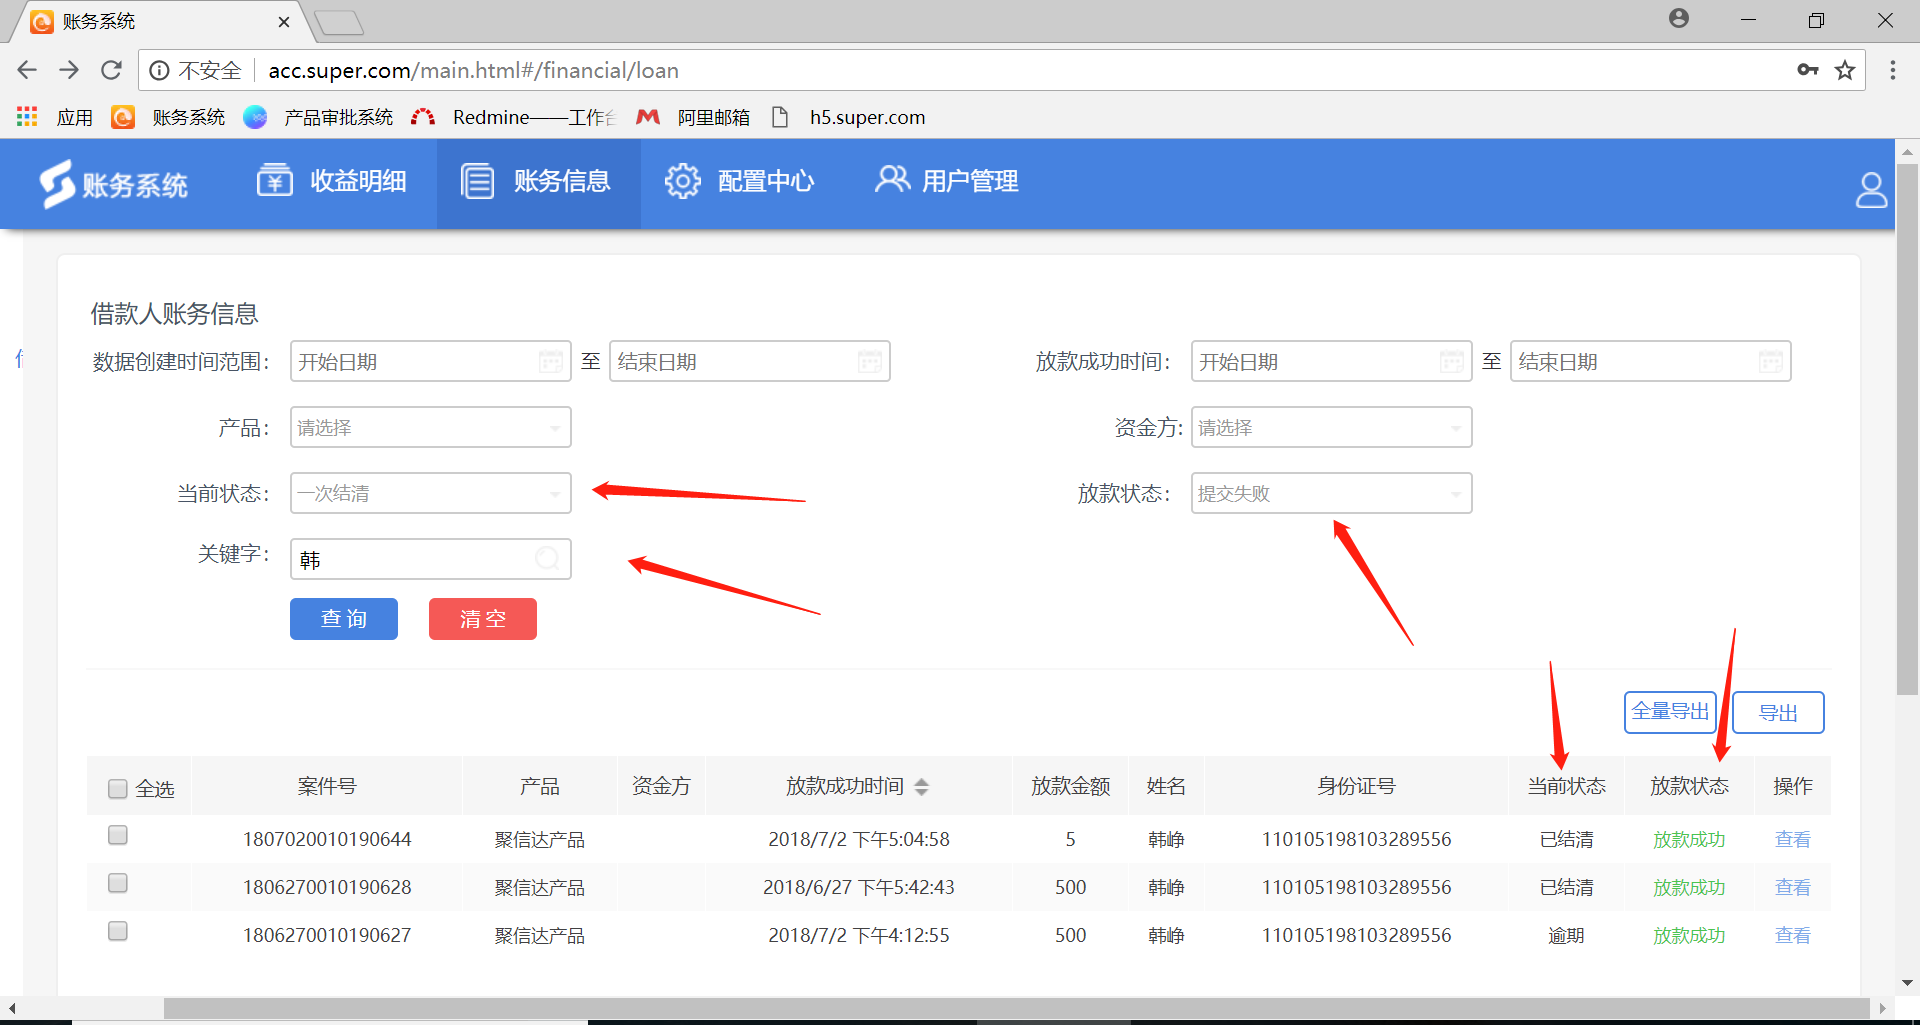 账务系统
不安全 acc.super.com/main.html#/financial/loan
应用 账务系统 产品审批系统 Redmine——工作台 阿里邮箱 h5.super.com
账务系统 收益明细 账务信息 配置中心 用户管理
借款人账务信息
数据创建时间范围: 开始日期 至 结束日期 放款成功时间: 开始日期 至 结束日期
产品: 请选择 资金方: 请选择
当前状态: 一次结清 放款状态: 提交失败
关键字: 韩
查询 清空
全量导出 导出
全选 案件号 产品 资金方 放款成功时间 放款金额 姓名 身份证号 当前状态 放款状态 操作
1807020010190644 聚信达产品 2018/7/2 下午5:04:58 5 韩峥 110105198103289556 已结清 放款成功 查看
1806270010190628 聚信达产品 2018/6/27 下午5:42:43 500 韩峥 110105198103289556 已结清 放款成功 查看
1806270010190627 聚信达产品 2018/7/2 下午4:12:55 500 韩峥 110105198103289556 逾期 放款成功 查看